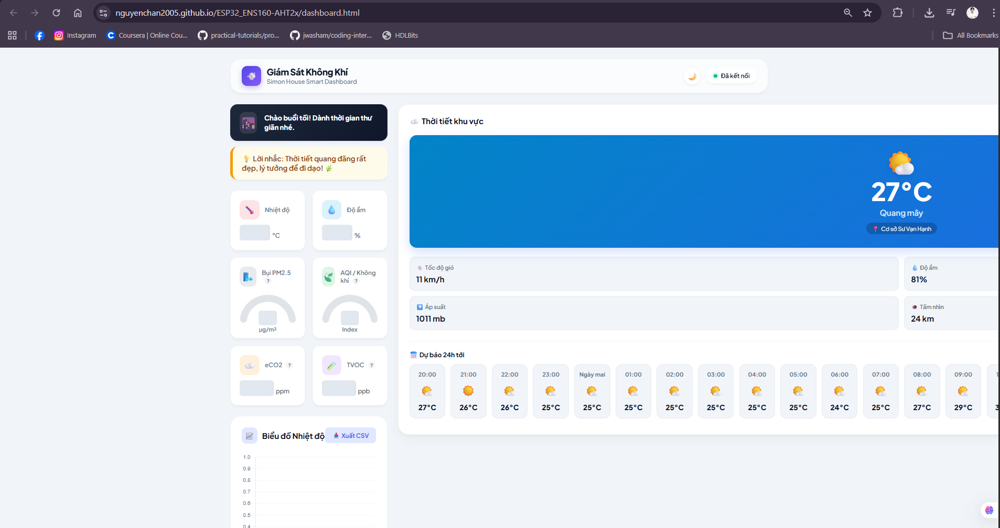 nguyenchan2005.github.io/ESP32_ENS160-AHT2x/dashboard.html
Instagram
Coursera | Online Cou...
practical-tutorials/pro...
jwasham/coding-inter...
HDLBits
All Bookmarks
Giám Sát Không Khí
Simon House Smart Dashboard
Đã kết nối
Chào buổi tối! Dành thời gian thư
giãn nhé.
Lời nhắc: Thời tiết quang đãng rất
đẹp, lý tưởng để đi dạo!
Nhiệt độ
°C
Độ ẩm
%
Bụi PM2.5
?
µg/m³
AQI / Không
khí ?
Index
eCO2 ?
ppm
TVOC ?
ppb
Biểu đồ Nhiệt độ
Xuất CSV
1.0
0.9
0.8
0.7
0.6
0.5
0.4
Thời tiết khu vực
27°C
Quang mây
Cơ sở Sư Vạn Hạnh
Tốc độ gió
11 km/h
Độ ẩm
81%
Áp suất
1011 mb
Tầm nhìn
24 km
Dự báo 24h tới
20:00 21:00 22:00 23:00 Ngày mai 01:00 02:00 03:00 04:00 05:00 06:00 07:00 08:00 09:00
27°C 26°C 26°C 25°C 25°C 25°C 25°C 25°C 25°C 25°C 24°C 25°C 27°C 29°C